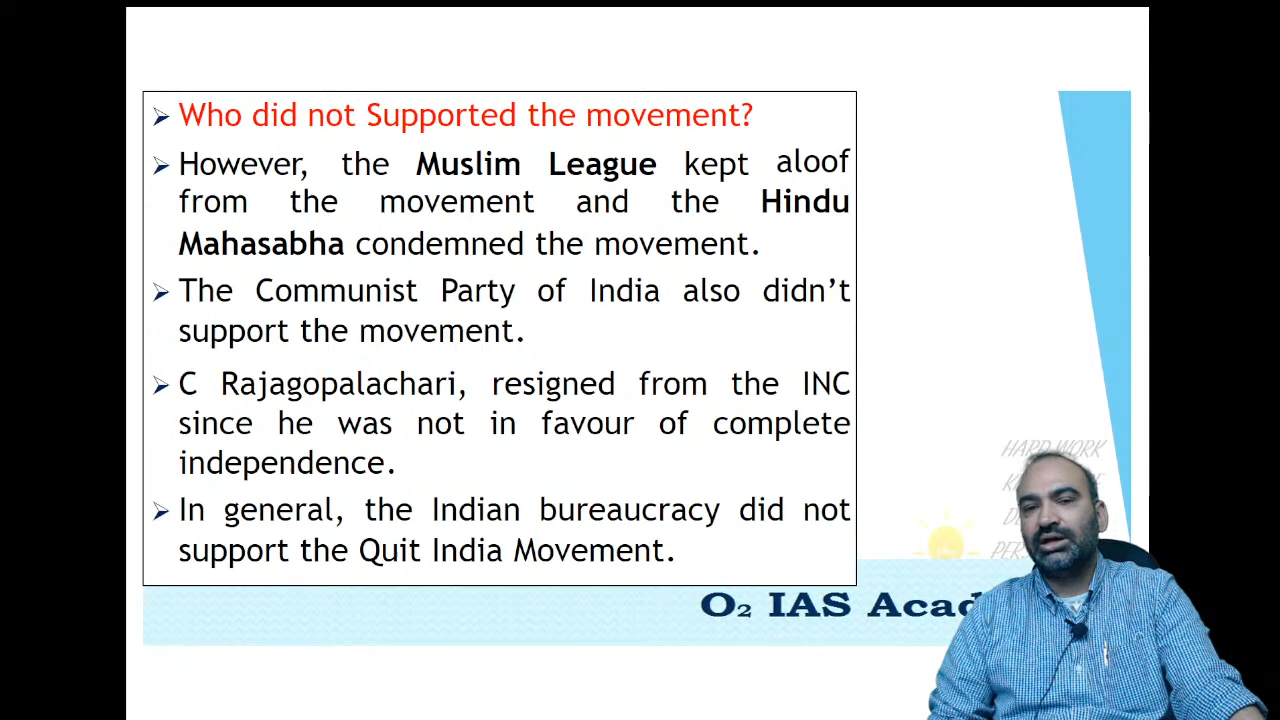 Who did not Supported the movement?
However, the Muslim League kept aloof
from the movement and the Hindu
Mahasabha condemned the movement.
The Communist Party of India also didn’t
support the movement.
C Rajagopalachari, resigned from the INC
since he was not in favour of complete
independence.
In general, the Indian bureaucracy did not
support the Quit India Movement.
HARD WORK
O₂ IAS